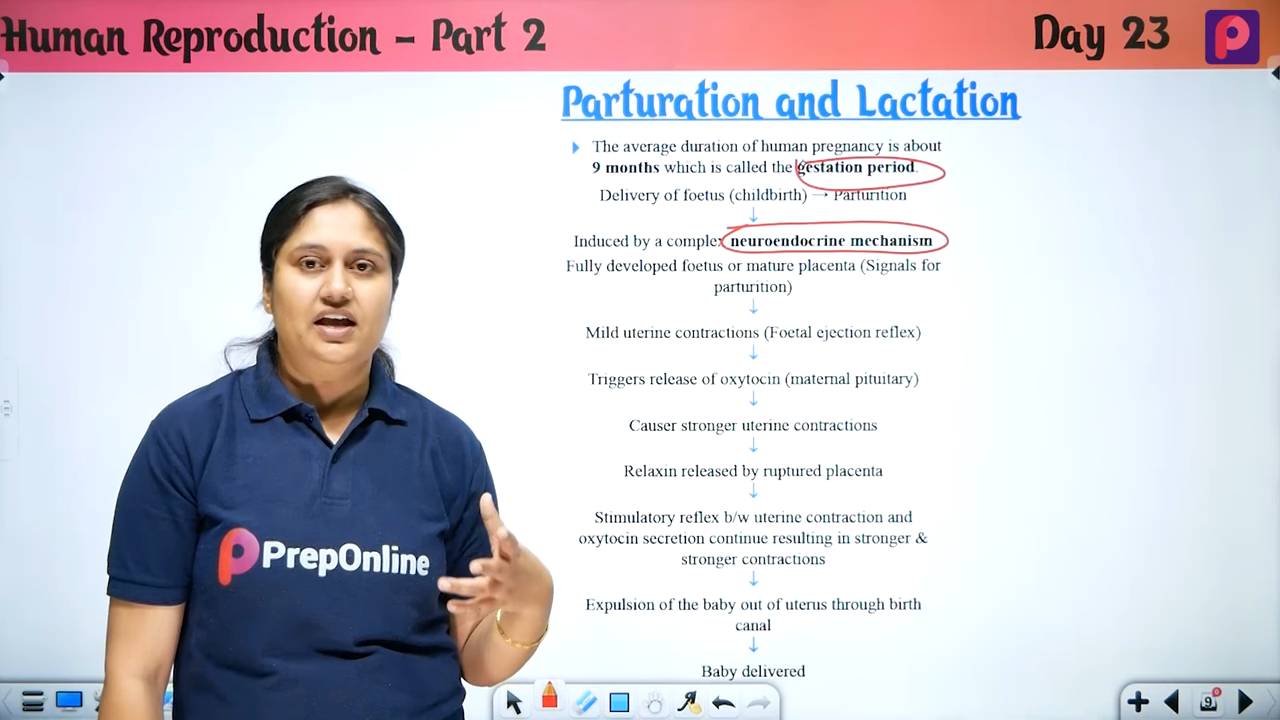 Human Reproduction – Part 2
Day 23
Parturation and Lactation
The average duration of human pregnancy is about
9 months which is called the gestation period.
Delivery of foetus (childbirth) → Parturition
↓
Induced by a complex neuroendocrine mechanism
Fully developed foetus or mature placenta (Signals for
parturition)
↓
Mild uterine contractions (Foetal ejection reflex)
↓
Triggers release of oxytocin (maternal pituitary)
↓
Causer stronger uterine contractions
↓
Relaxin released by ruptured placenta
↓
Stimulatory reflex b/w uterine contraction and
oxytocin secretion continue resulting in stronger &
stronger contractions
↓
Expulsion of the baby out of uterus through birth
canal
↓
Baby delivered
PrepOnline
9